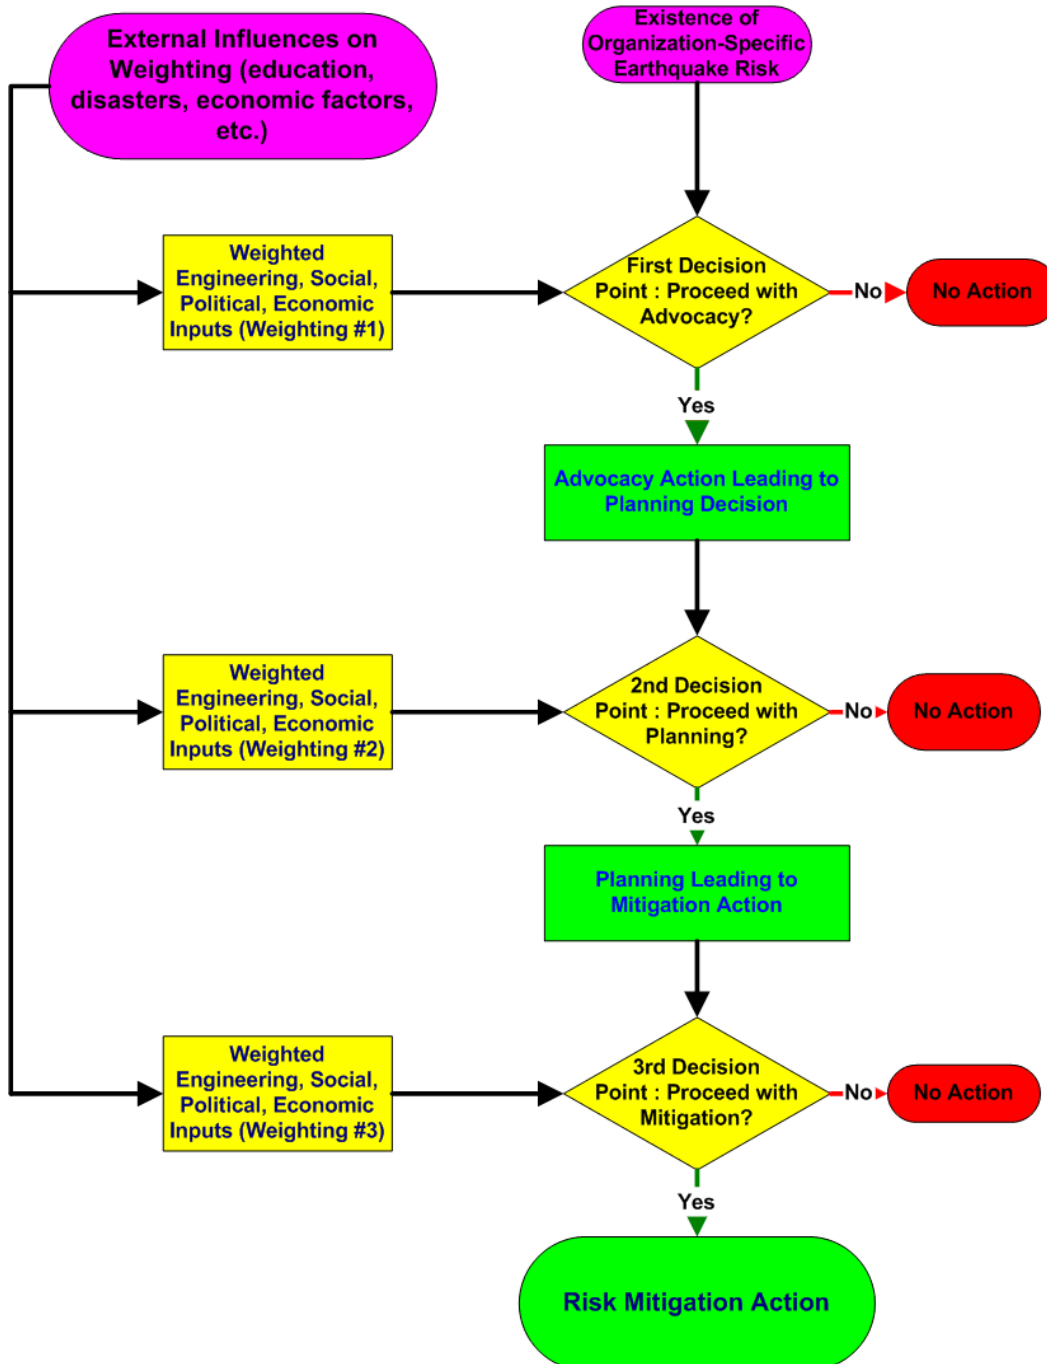 External Influences on
Weighting (education,
disasters, economic factors,
etc.)
Existence of
Organization-Specific
Earthquake Risk
Weighted
Engineering, Social,
Political, Economic
Inputs (Weighting #1)
First Decision
Point : Proceed with
Advocacy?
No
No Action
Yes
Advocacy Action Leading to
Planning Decision
Weighted
Engineering, Social,
Political, Economic
Inputs (Weighting #2)
2nd Decision
Point : Proceed with
Planning?
No
No Action
Yes
Planning Leading to
Mitigation Action
Weighted
Engineering, Social,
Political, Economic
Inputs (Weighting #3)
3rd Decision
Point : Proceed with
Mitigation?
No
No Action
Yes
Risk Mitigation Action